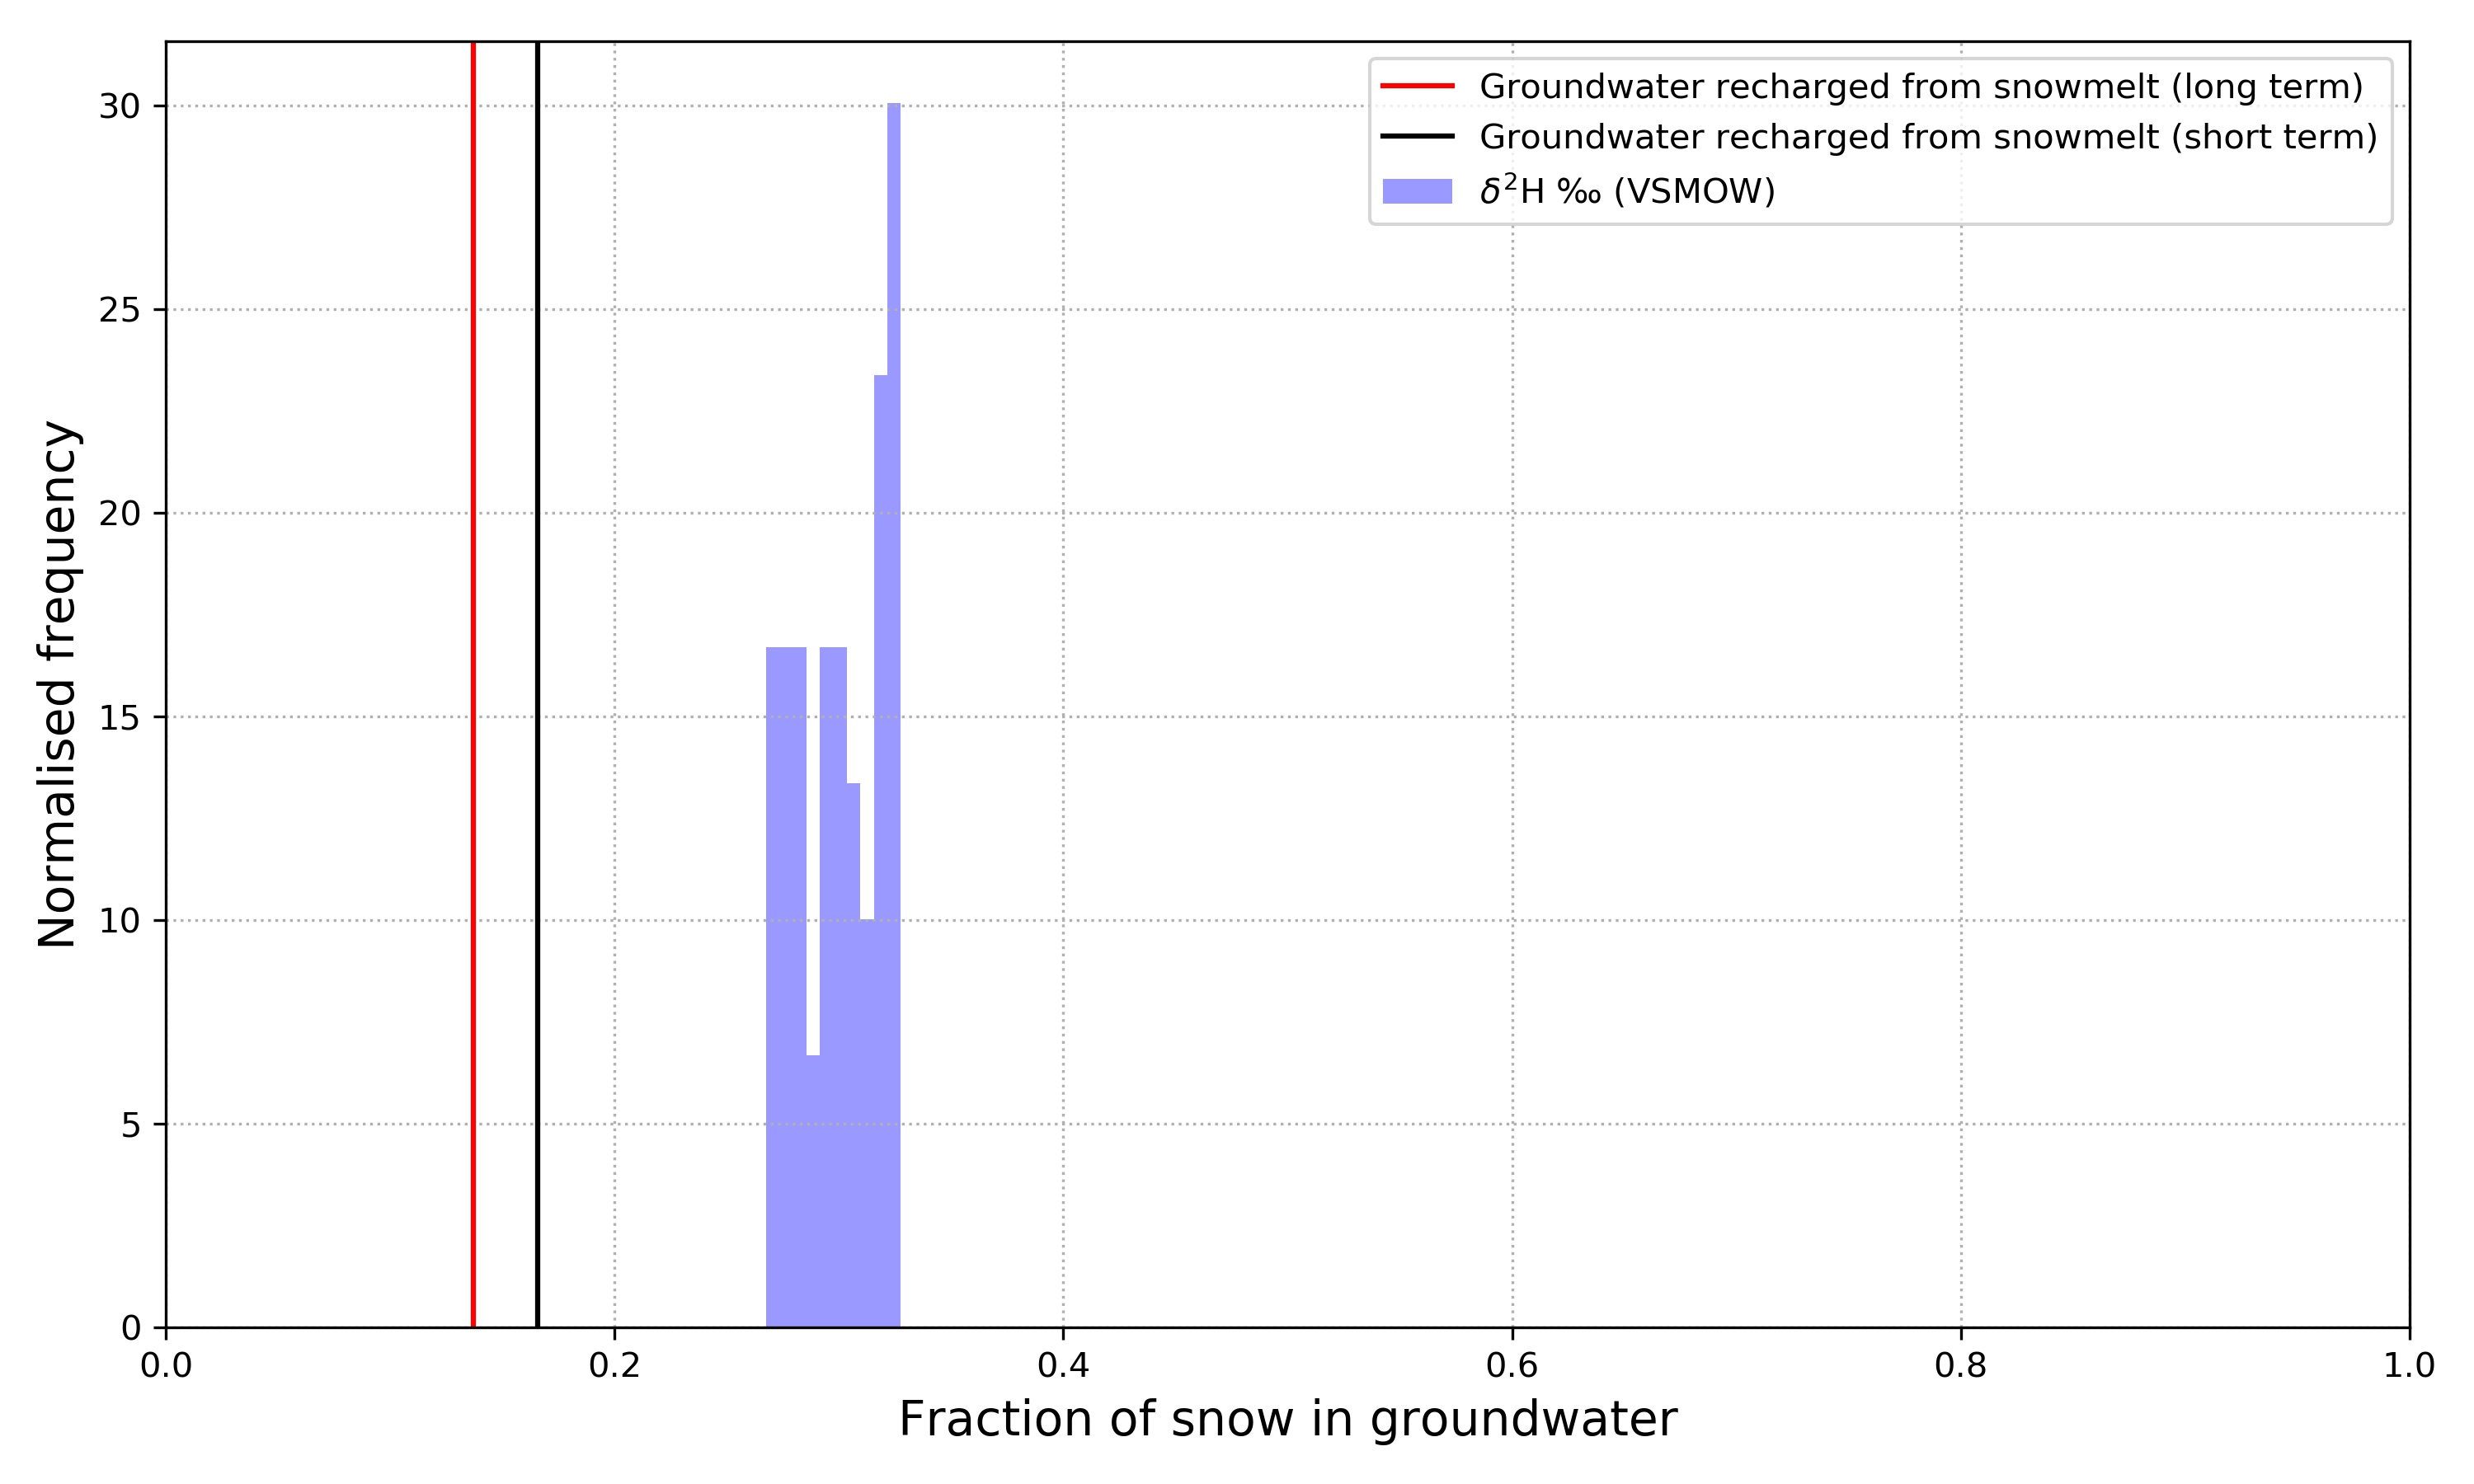 Groundwater recharged from snowmelt (long term)
Groundwater recharged from snowmelt (short term)
δ²H ‰ (VSMOW)
Normalised frequency
30
25
20
15
10
5
0
0.0 0.2 0.4 0.6 0.8 1.0
Fraction of snow in groundwater